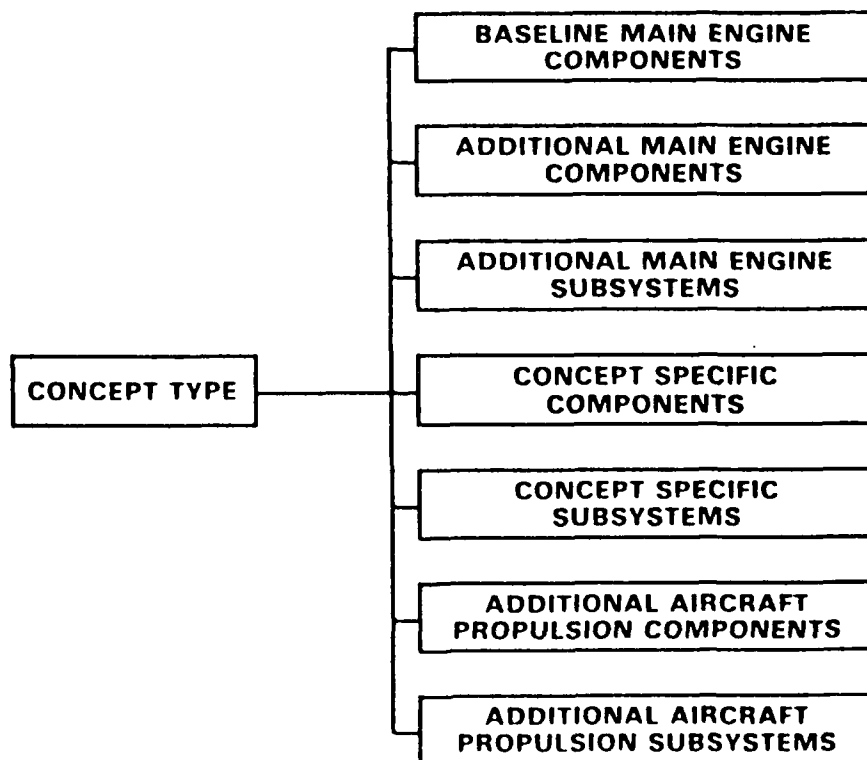 BASELINE MAIN ENGINE
COMPONENTS
ADDITIONAL MAIN ENGINE
COMPONENTS
ADDITIONAL MAIN ENGINE
SUBSYSTEMS
CONCEPT TYPE
CONCEPT SPECIFIC
COMPONENTS
CONCEPT SPECIFIC
SUBSYSTEMS
ADDITIONAL AIRCRAFT
PROPULSION COMPONENTS
ADDITIONAL AIRCRAFT
PROPULSION SUBSYSTEMS